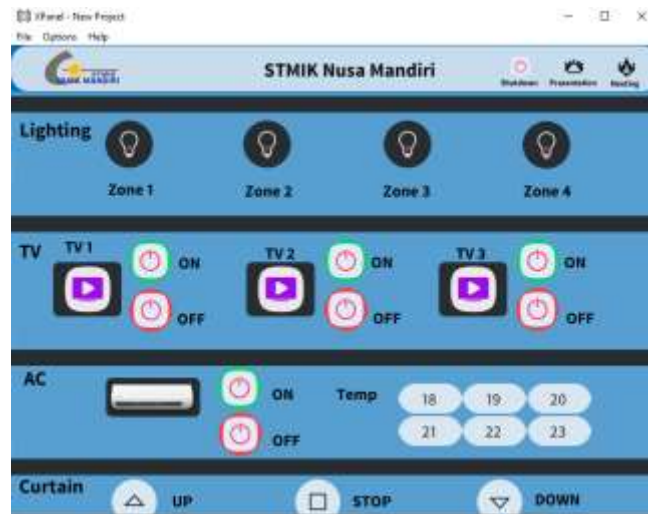 XPanel - New Project
File Options Help
STMIK Nusa Mandiri
Shutdown Presentation Meeting
Lighting
Zone 1 Zone 2 Zone 3 Zone 4
TV TV 1 ON TV 2 ON TV 3 ON
OFF OFF OFF
AC ON Temp 18 19 20
OFF 21 22 23
Curtain UP STOP DOWN